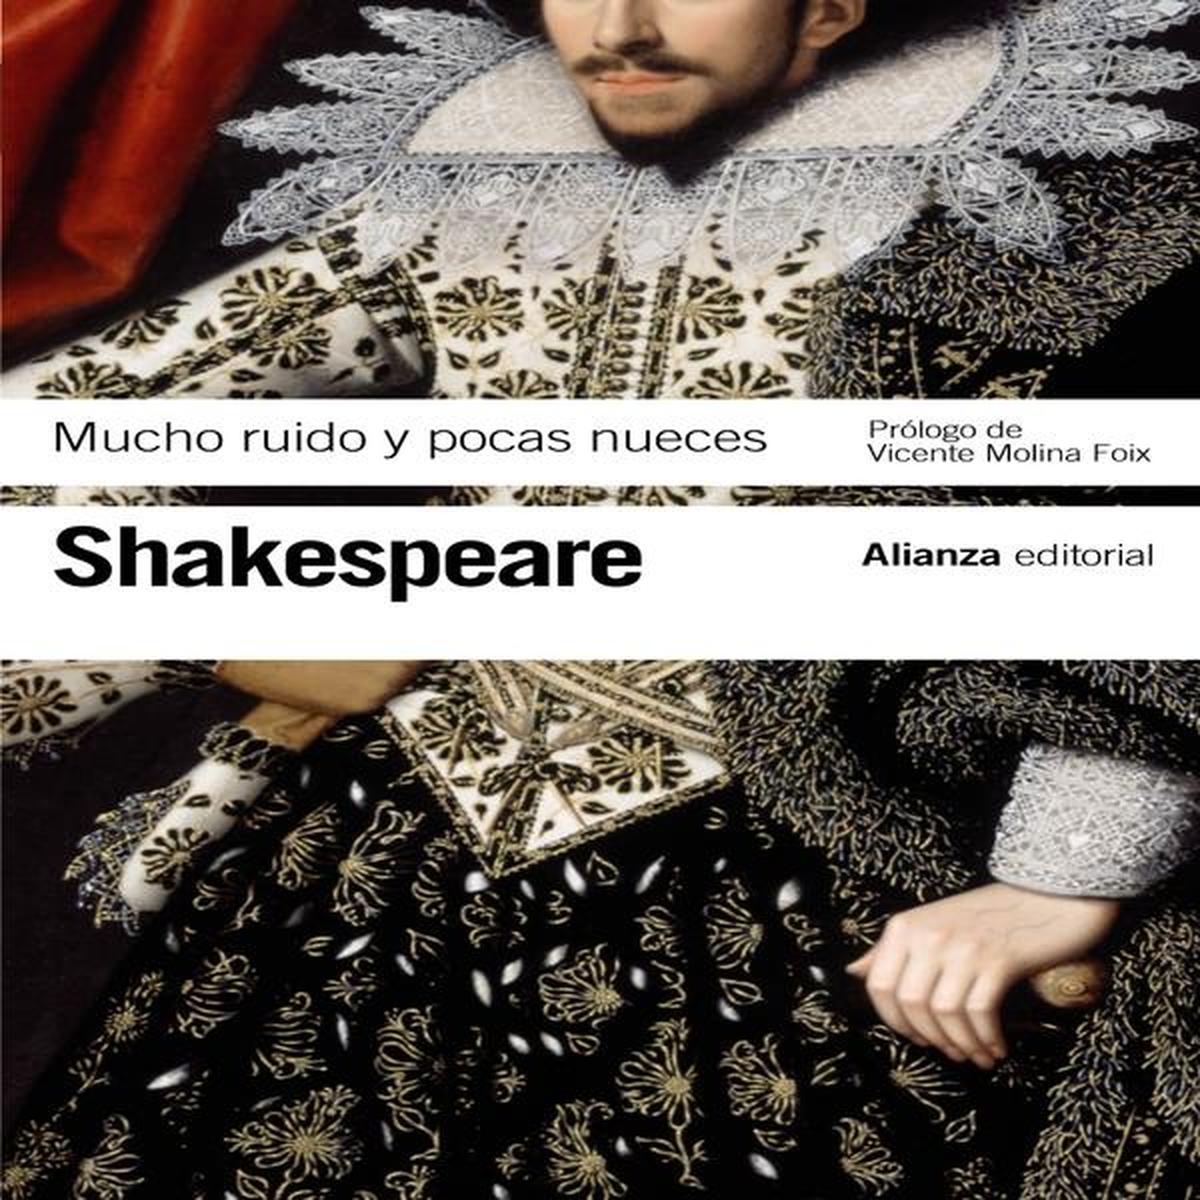 Mucho ruido y pocas nueces
Prólogo de
Vicente Molina Foix
Shakespeare
Alianza editorial